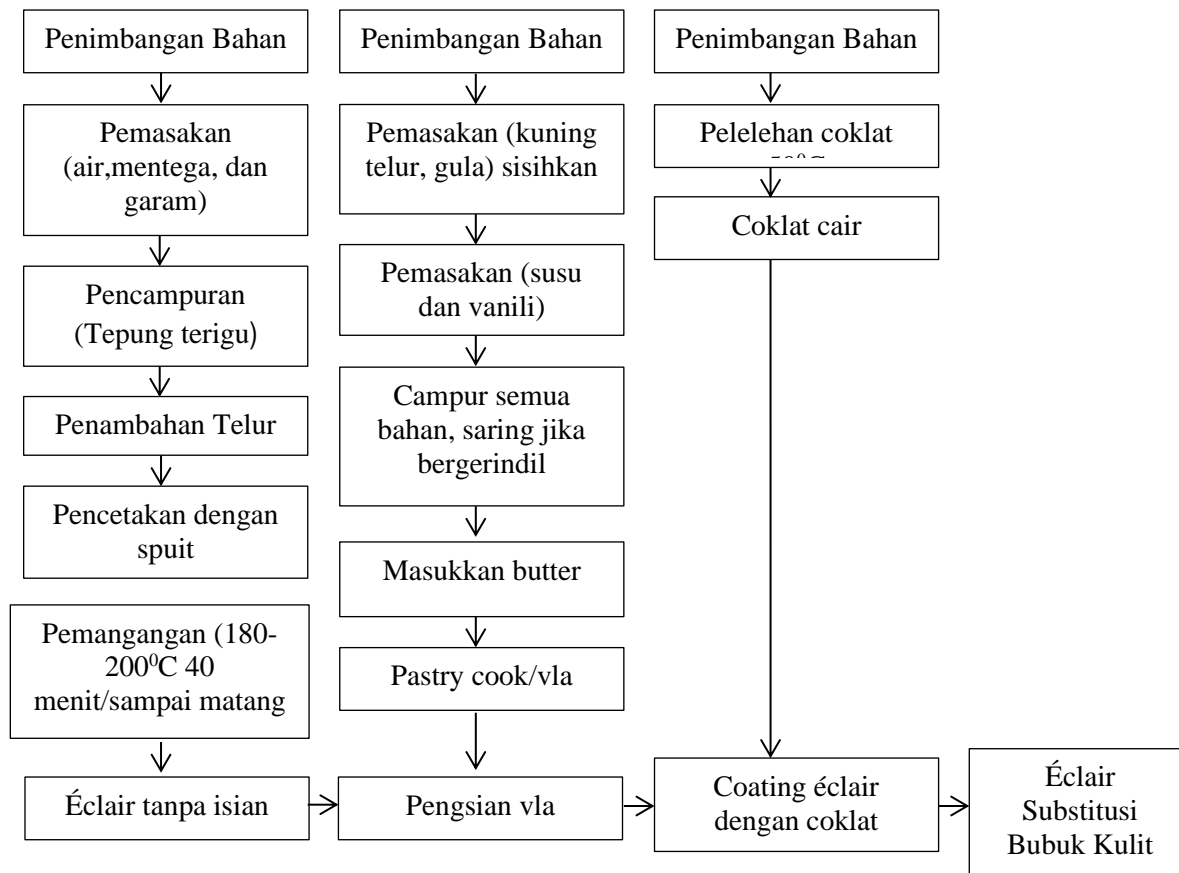 Penimbangan Bahan
Pemasakan
(air,mentega, dan
garam)
Pencampuran
(Tepung terigu)
Penambahan Telur
Pencetakan dengan
spuit
Pemangangan (180-
200⁰C 40
menit/sampai matang
Éclair tanpa isian
Penimbangan Bahan
Pemasakan (kuning
telur, gula) sisihkan
Pemasakan (susu
dan vanili)
Campur semua
bahan, saring jika
bergerindil
Masukkan butter
Pastry cook/vla
Pengsian vla
Penimbangan Bahan
Pelelehan coklat
Coklat cair
Coating éclair
dengan coklat
Éclair
Substitusi
Bubuk Kulit